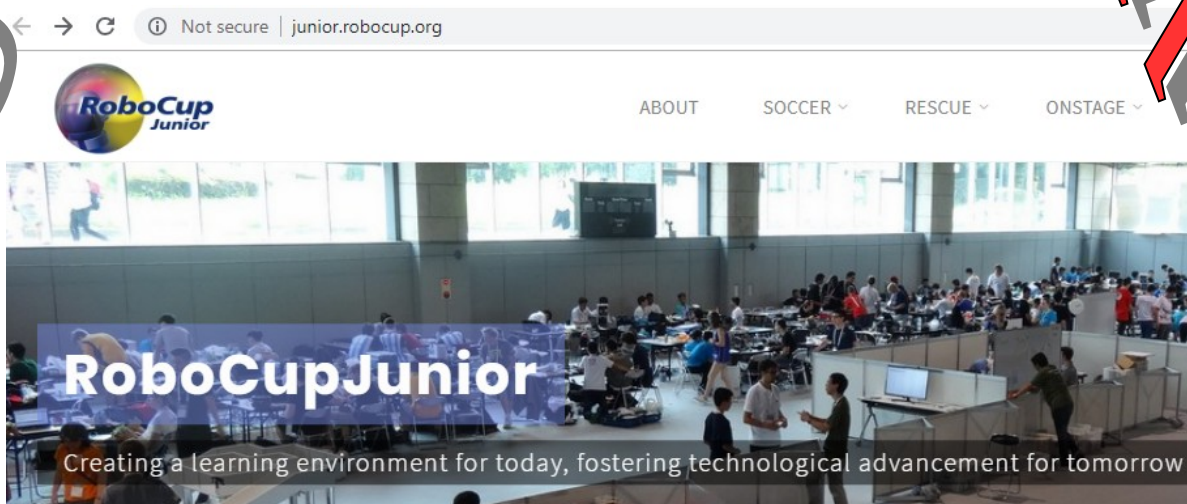 Not secure | junior.robocup.org
RoboCup
Junior
ABOUT SOCCER RESCUE ONSTAGE
RoboCupJunior
Creating a learning environment for today, fostering technological advancement for tomorrow